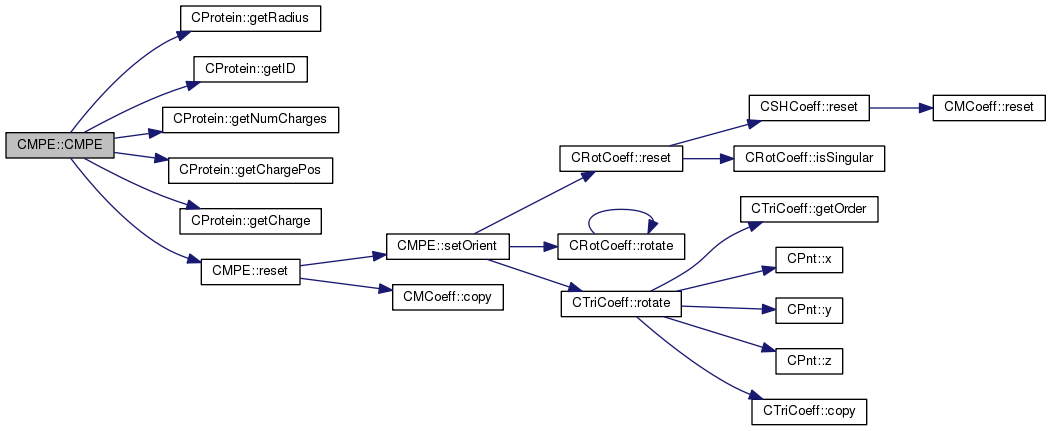 CProtein::getRadius
CProtein::getID
CProtein::getNumCharges
CProtein::getChargePos
CProtein::getCharge
CMPE::CMPE
CMPE::reset
CMPE::setOrient
CMCoeff::copy
CRotCoeff::reset
CRotCoeff::rotate
CTriCoeff::rotate
CSHCoeff::reset
CRotCoeff::isSingular
CTriCoeff::getOrder
CPnt::x
CPnt::y
CPnt::z
CTriCoeff::copy
CMCoeff::reset